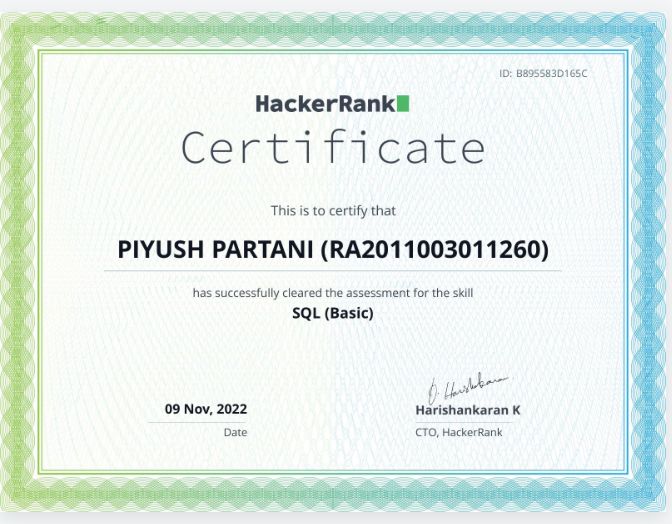 ID: B895583D165C
HackerRank
Certificate
This is to certify that
PIYUSH PARTANI (RA2011003011260)
has successfully cleared the assessment for the skill
SQL (Basic)
09 Nov, 2022
Date
Harishankaran K
CTO, HackerRank